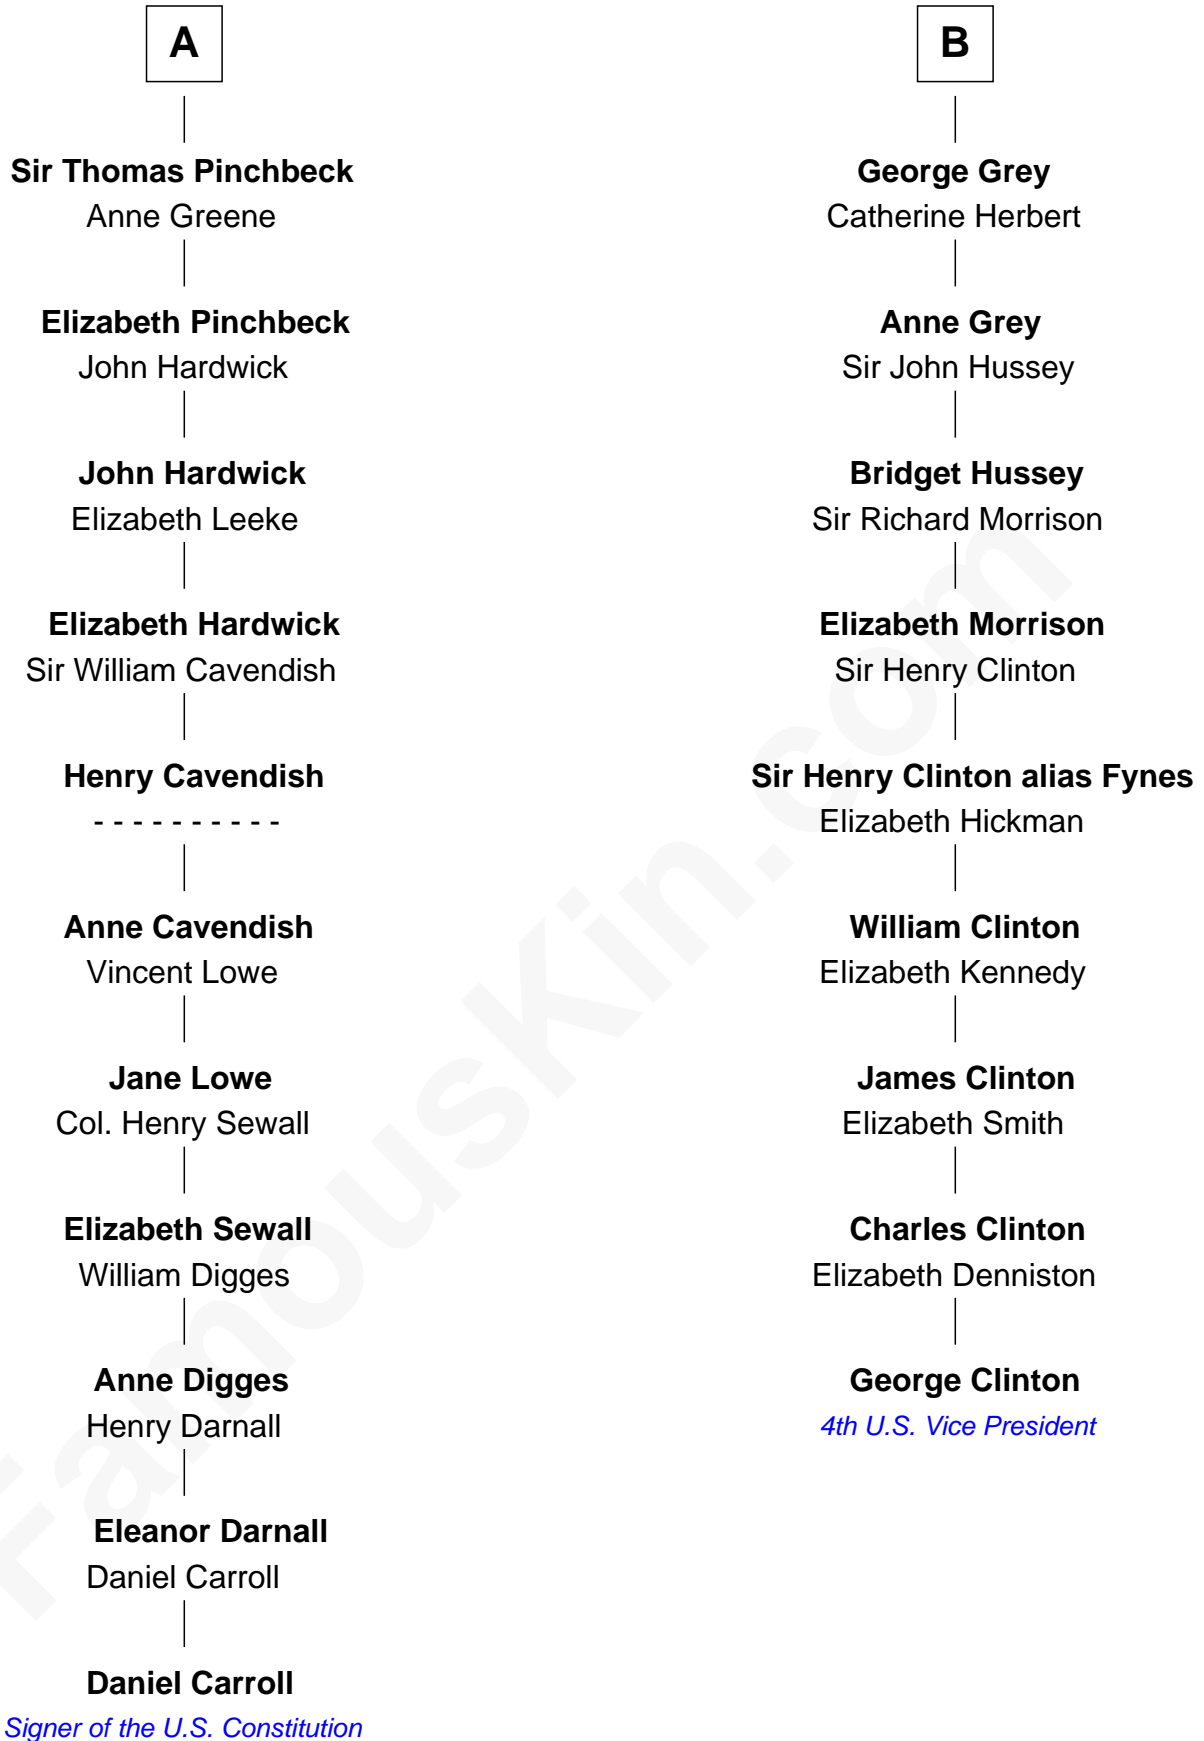 A
Sir Thomas Pinchbeck
Anne Greene
Elizabeth Pinchbeck
John Hardwick
John Hardwick
Elizabeth Leeke
Elizabeth Hardwick
Sir William Cavendish
Henry Cavendish
- - - - - - - - - -
Anne Cavendish
Vincent Lowe
Jane Lowe
Col. Henry Sewall
Elizabeth Sewall
William Digges
Anne Digges
Henry Darnall
Eleanor Darnall
Daniel Carroll
Daniel Carroll
Signer of the U.S. Constitution
B
George Grey
Catherine Herbert
Anne Grey
Sir John Hussey
Bridget Hussey
Sir Richard Morrison
Elizabeth Morrison
Sir Henry Clinton
Sir Henry Clinton alias Fynes
Elizabeth Hickman
William Clinton
Elizabeth Kennedy
James Clinton
Elizabeth Smith
Charles Clinton
Elizabeth Denniston
George Clinton
4th U.S. Vice President
FamousKin.com